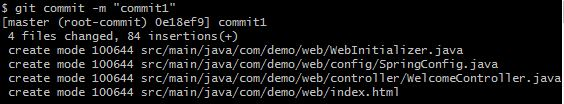 $ git commit -m "commit1"
[master (root-commit) 0e18ef9] commit1
 4 files changed, 84 insertions(+)
 create mode 100644 src/main/java/com/demo/web/WebInitializer.java
 create mode 100644 src/main/java/com/demo/web/config/SpringConfig.java
 create mode 100644 src/main/java/com/demo/web/controller/WelcomeController.java
 create mode 100644 src/main/java/com/demo/web/index.html